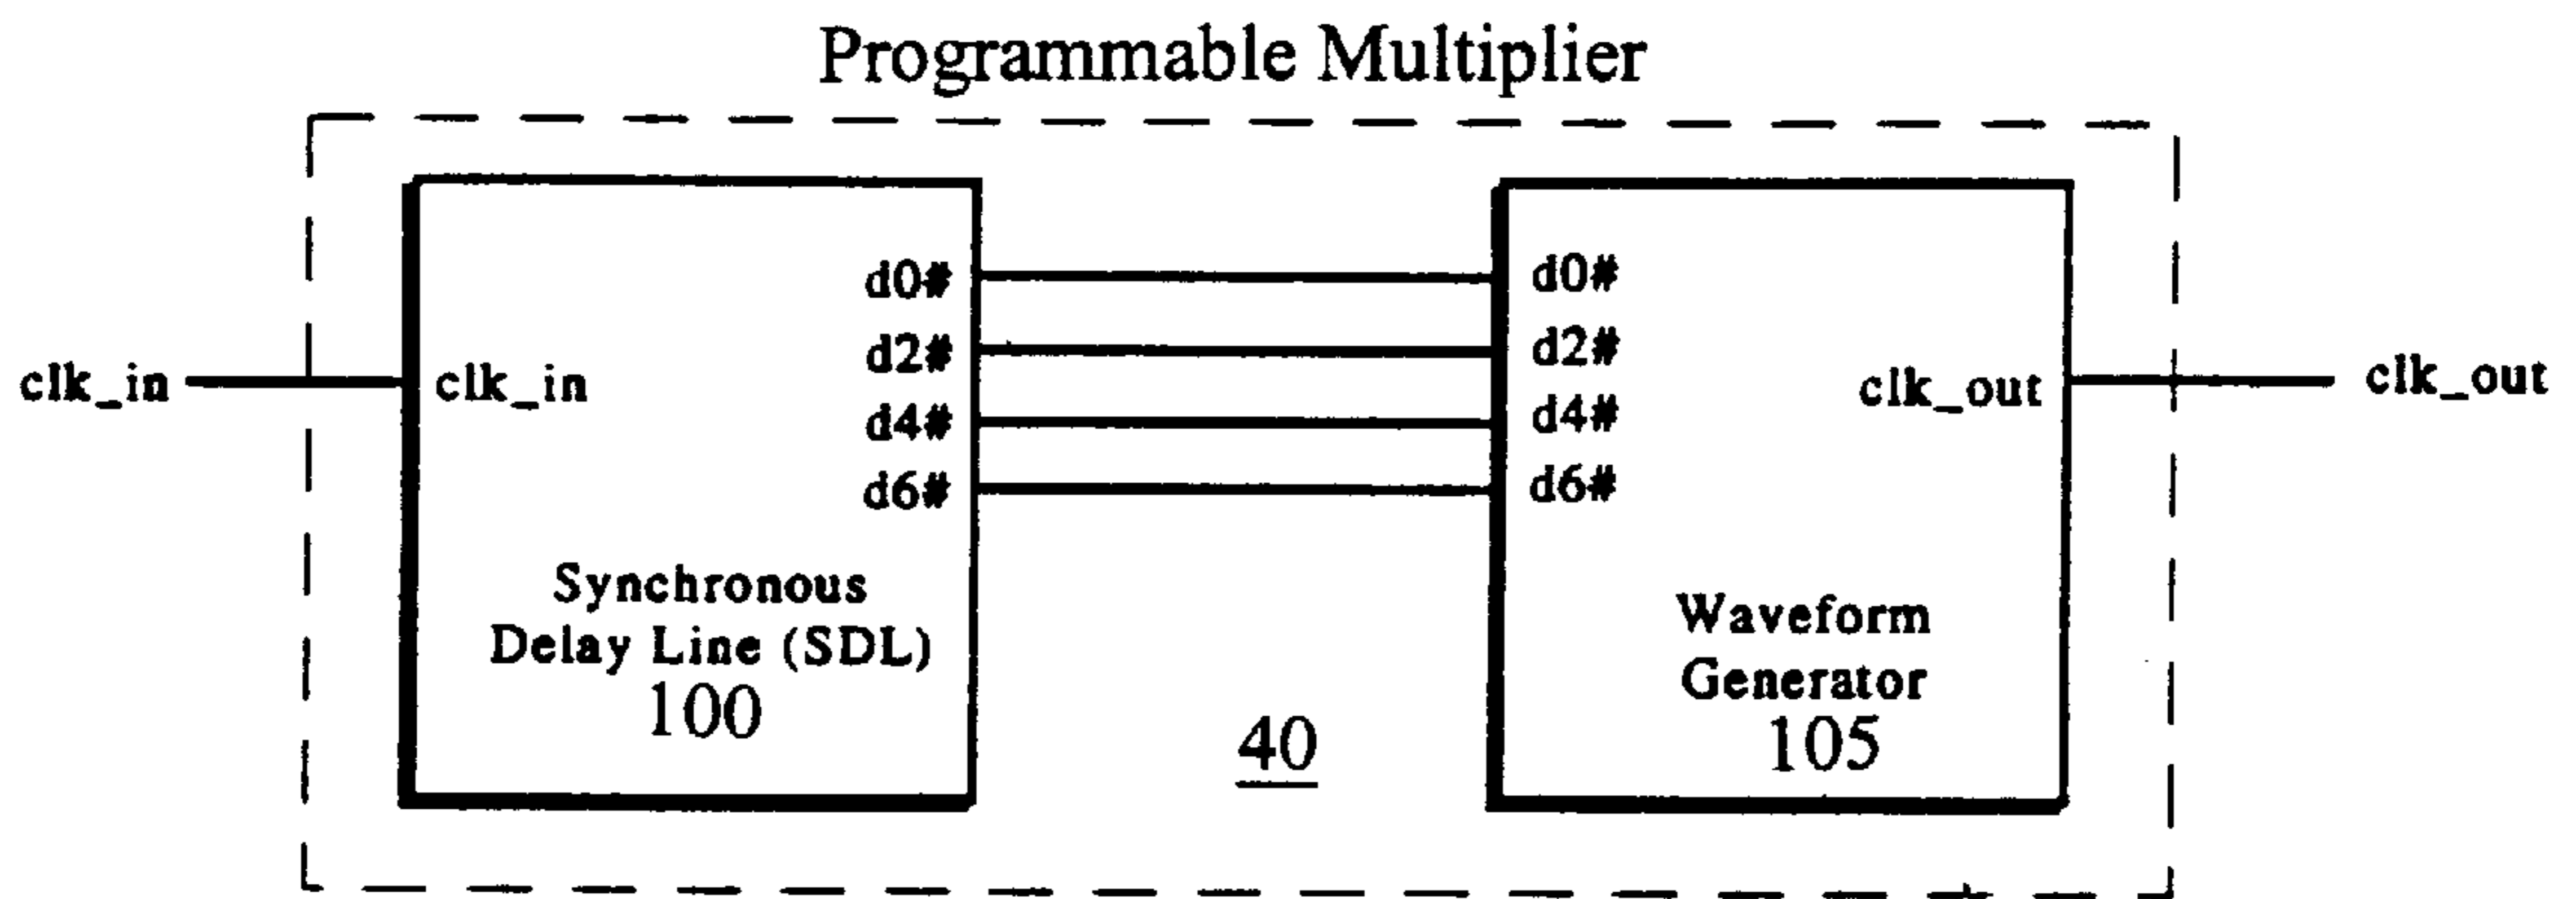 Programmable Multiplier
clk_in
clk_in
d0#
d2#
d4#
d6#
Synchronous
Delay Line (SDL)
100
40
d0#
d2#
d4#
d6#
clk_out
Waveform
Generator
105
clk_out